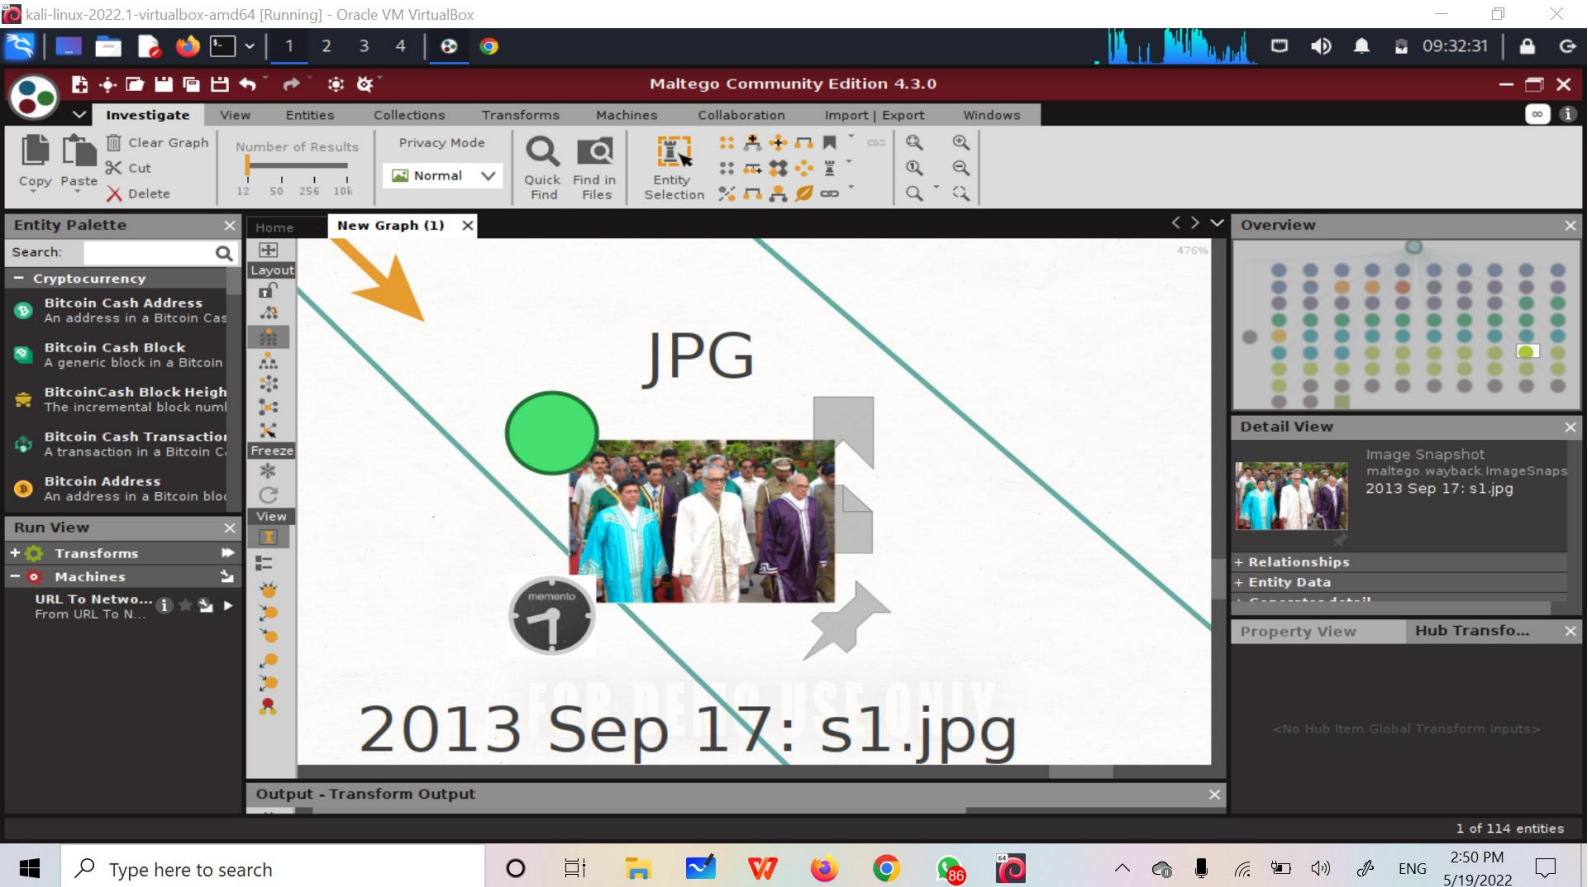 kali-linux-2022.1-virtualbox-amd64 [Running] - Oracle VM VirtualBox
1 2 3 4
09:32:31
Maltego Community Edition 4.3.0
Investigate View Entities Collections Transforms Machines Collaboration Import | Export Windows
Copy
Paste
Clear Graph
Cut
Delete
Number of Results
12 50 256 10k
Privacy Mode
Normal
Quick Find
Find in Files
Entity Selection
Entity Palette
Search:
Cryptocurrency
Bitcoin Cash Address
An address in a Bitcoin Cas
Bitcoin Cash Block
A generic block in a Bitcoin
BitcoinCash Block Heigh
The incremental block numl
Bitcoin Cash Transaction
A transaction in a Bitcoin C
Bitcoin Address
An address in a Bitcoin bloc
Run View
Transforms
Machines
URL To Netwo...
From URL To N...
Home
New Graph (1)
Layout
Freeze
View
476%
JPG
memento
FOR DEMO USE ONLY
2013 Sep 17: s1.jpg
Output - Transform Output
Overview
Detail View
Image Snapshot
maltego.wayback.ImageSnaps
2013 Sep 17: s1.jpg
+ Relationships
+ Entity Data
Property View
Hub Transfo...
<No Hub Item Global Transform Inputs>
1 of 114 entities
Type here to search
86
64
ENG
2:50 PM
5/19/2022